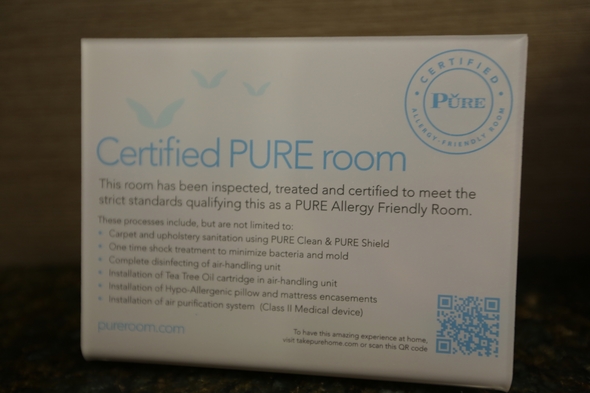 CERTIFIED
PURE
ALLERGY-FRIENDLY ROOM
Certified PURE room
This room has been inspected, treated and certified to meet the
strict standards qualifying this as a PURE Allergy Friendly Room.
These processes include, but are not limited to:
• Carpet and upholstery sanitation using PURE Clean & PURE Shield
• One time shock treatment to minimize bacteria and mold
• Complete disinfecting of air-handling unit
• Installation of Tea Tree Oil cartridge in air-handling unit
• Installation of Hypo-Allergenic pillow and mattress encasements
• Installation of air purification system (Class II Medical device)
pureroom.com
To have this amazing experience at home,
visit takepurehome.com or scan this QR code